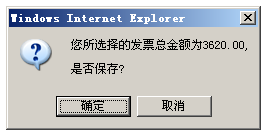 Windows Internet Explorer
您所选择的发票总金额为3620.00,
是否保存?
确定
取消